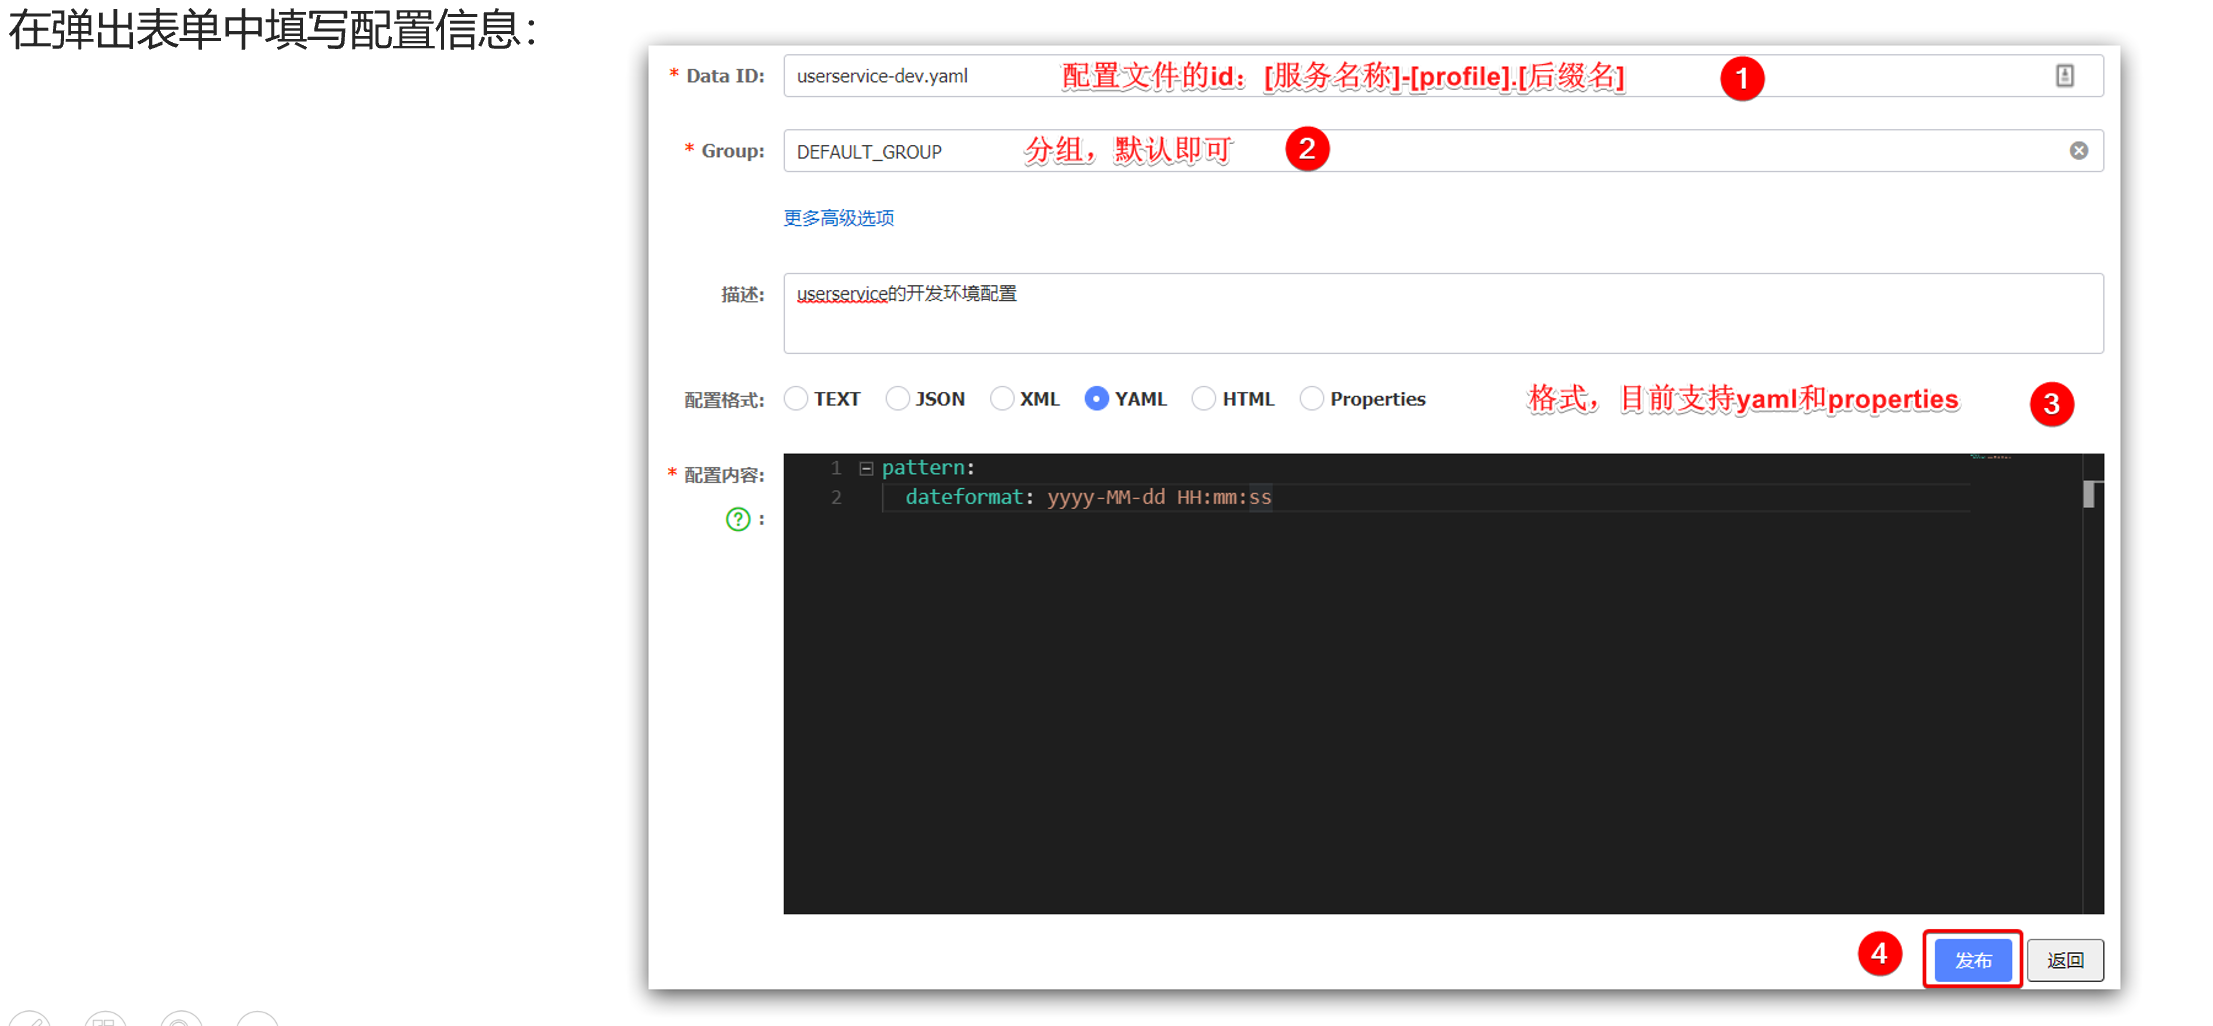 在弹出表单中填写配置信息：
* Data ID: userservice-dev.yaml 配置文件的id：[服务名称]-[profile].[后缀名] 1
* Group: DEFAULT_GROUP 分组，默认即可 2
更多高级选项
描述: userservice的开发环境配置
配置格式: TEXT JSON XML YAML HTML Properties 格式，目前支持yaml和properties 3
* 配置内容: 1 pattern:
2 dateformat: yyyy-MM-dd HH:mm:ss
? :
4 发布 返回